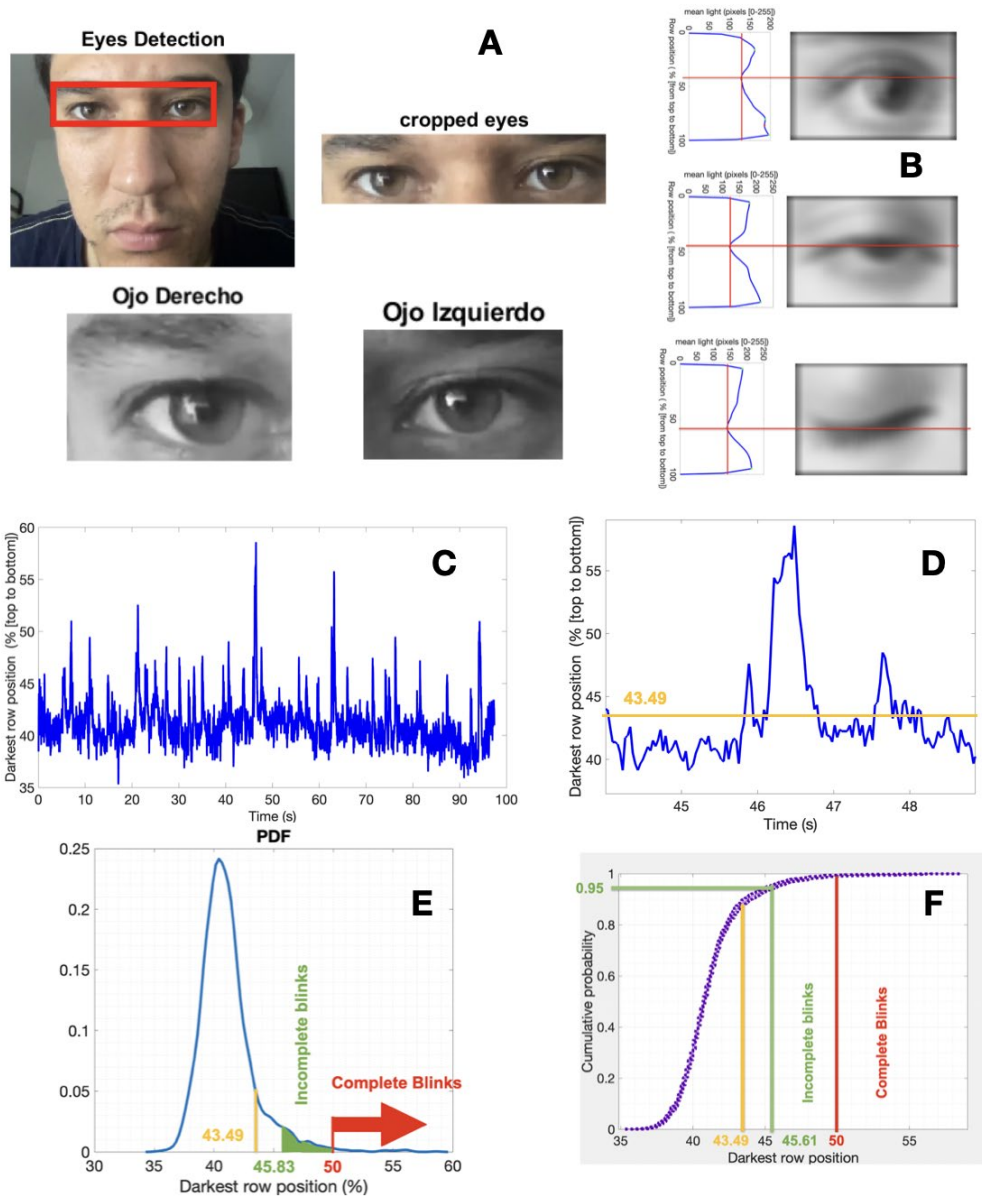 Eyes Detection
A
cropped eyes
Ojo Derecho
Ojo Izquierdo
B
mean light (pixels [0-255]
0 50 100 150 200
Row position ( % [from top to bottom])
0 50 100
mean light (pixels [0-255]
0 50 100 150 200 250
Row position ( % [from top to bottom])
0 50 100
mean light (pixels [0-255]
0 50 100 150 200 250
Row position ( % [from top to bottom])
0 50 100
C
Darkest row position (% [top to bottom])
60
55
50
45
40
35
0 10 20 30 40 50 60 70 80 90 100
Time (s)
D
Darkest row position (% [top to bottom])
55
50
45
40
43.49
45 46 47 48
Time (s)
PDF
E
0.25
0.2
0.15
0.1
0.05
0
Incomplete blinks
Complete Blinks
43.49
30 35 40 45.83 50 55 60
Darkest row position (%)
F
Cumulative probability
1
0.95
0.8
0.6
0.4
0.2
0
Incomplete blinks
Complete Blinks
35 40 43.49 45 45.61 50 55
Darkest row position